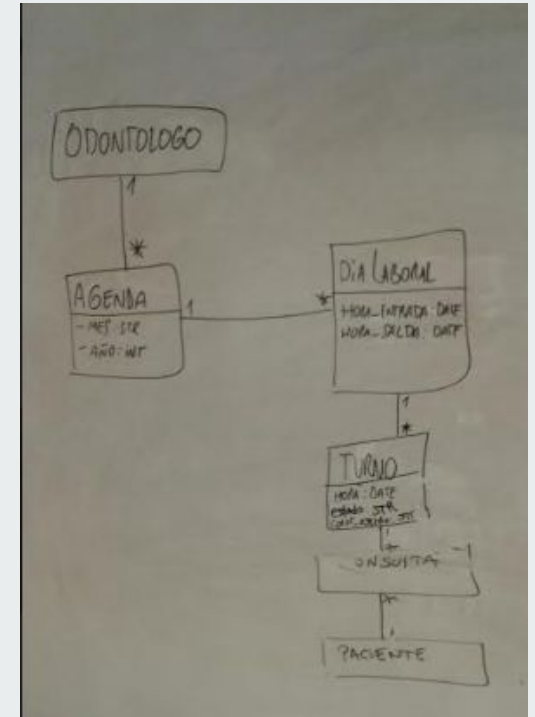 ODONTOLOGO
1
*
AGENDA
- MES: STR
- AÑO: INT
1
*
DiA LABORAL
HORA_ENTRADA: DATE
HORA_SALIDA: DATE
1
*
TURNO
HORA: DATE
estado: STR
1
ONSULTA
*
1
PACIENTE